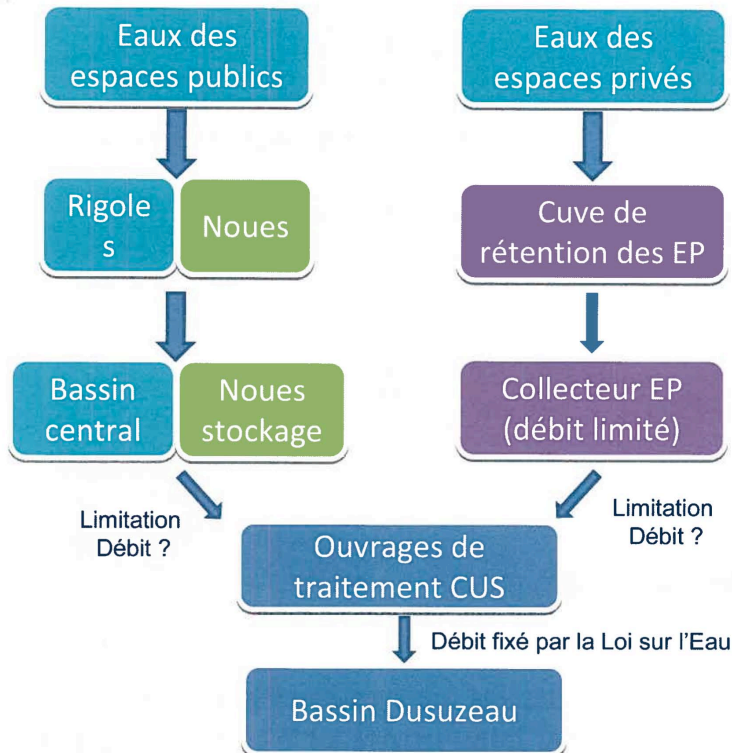 Eaux des
espaces publics
Eaux des
espaces privés
Rigole
s
Noues
Cuve de
rétention des EP
Bassin
central
Noues
stockage
Collecteur EP
(débit limité)
Limitation
Débit ?
Limitation
Débit ?
Ouvrages de
traitement CUS
Débit fixé par la Loi sur l'Eau
Bassin Dusuzeau